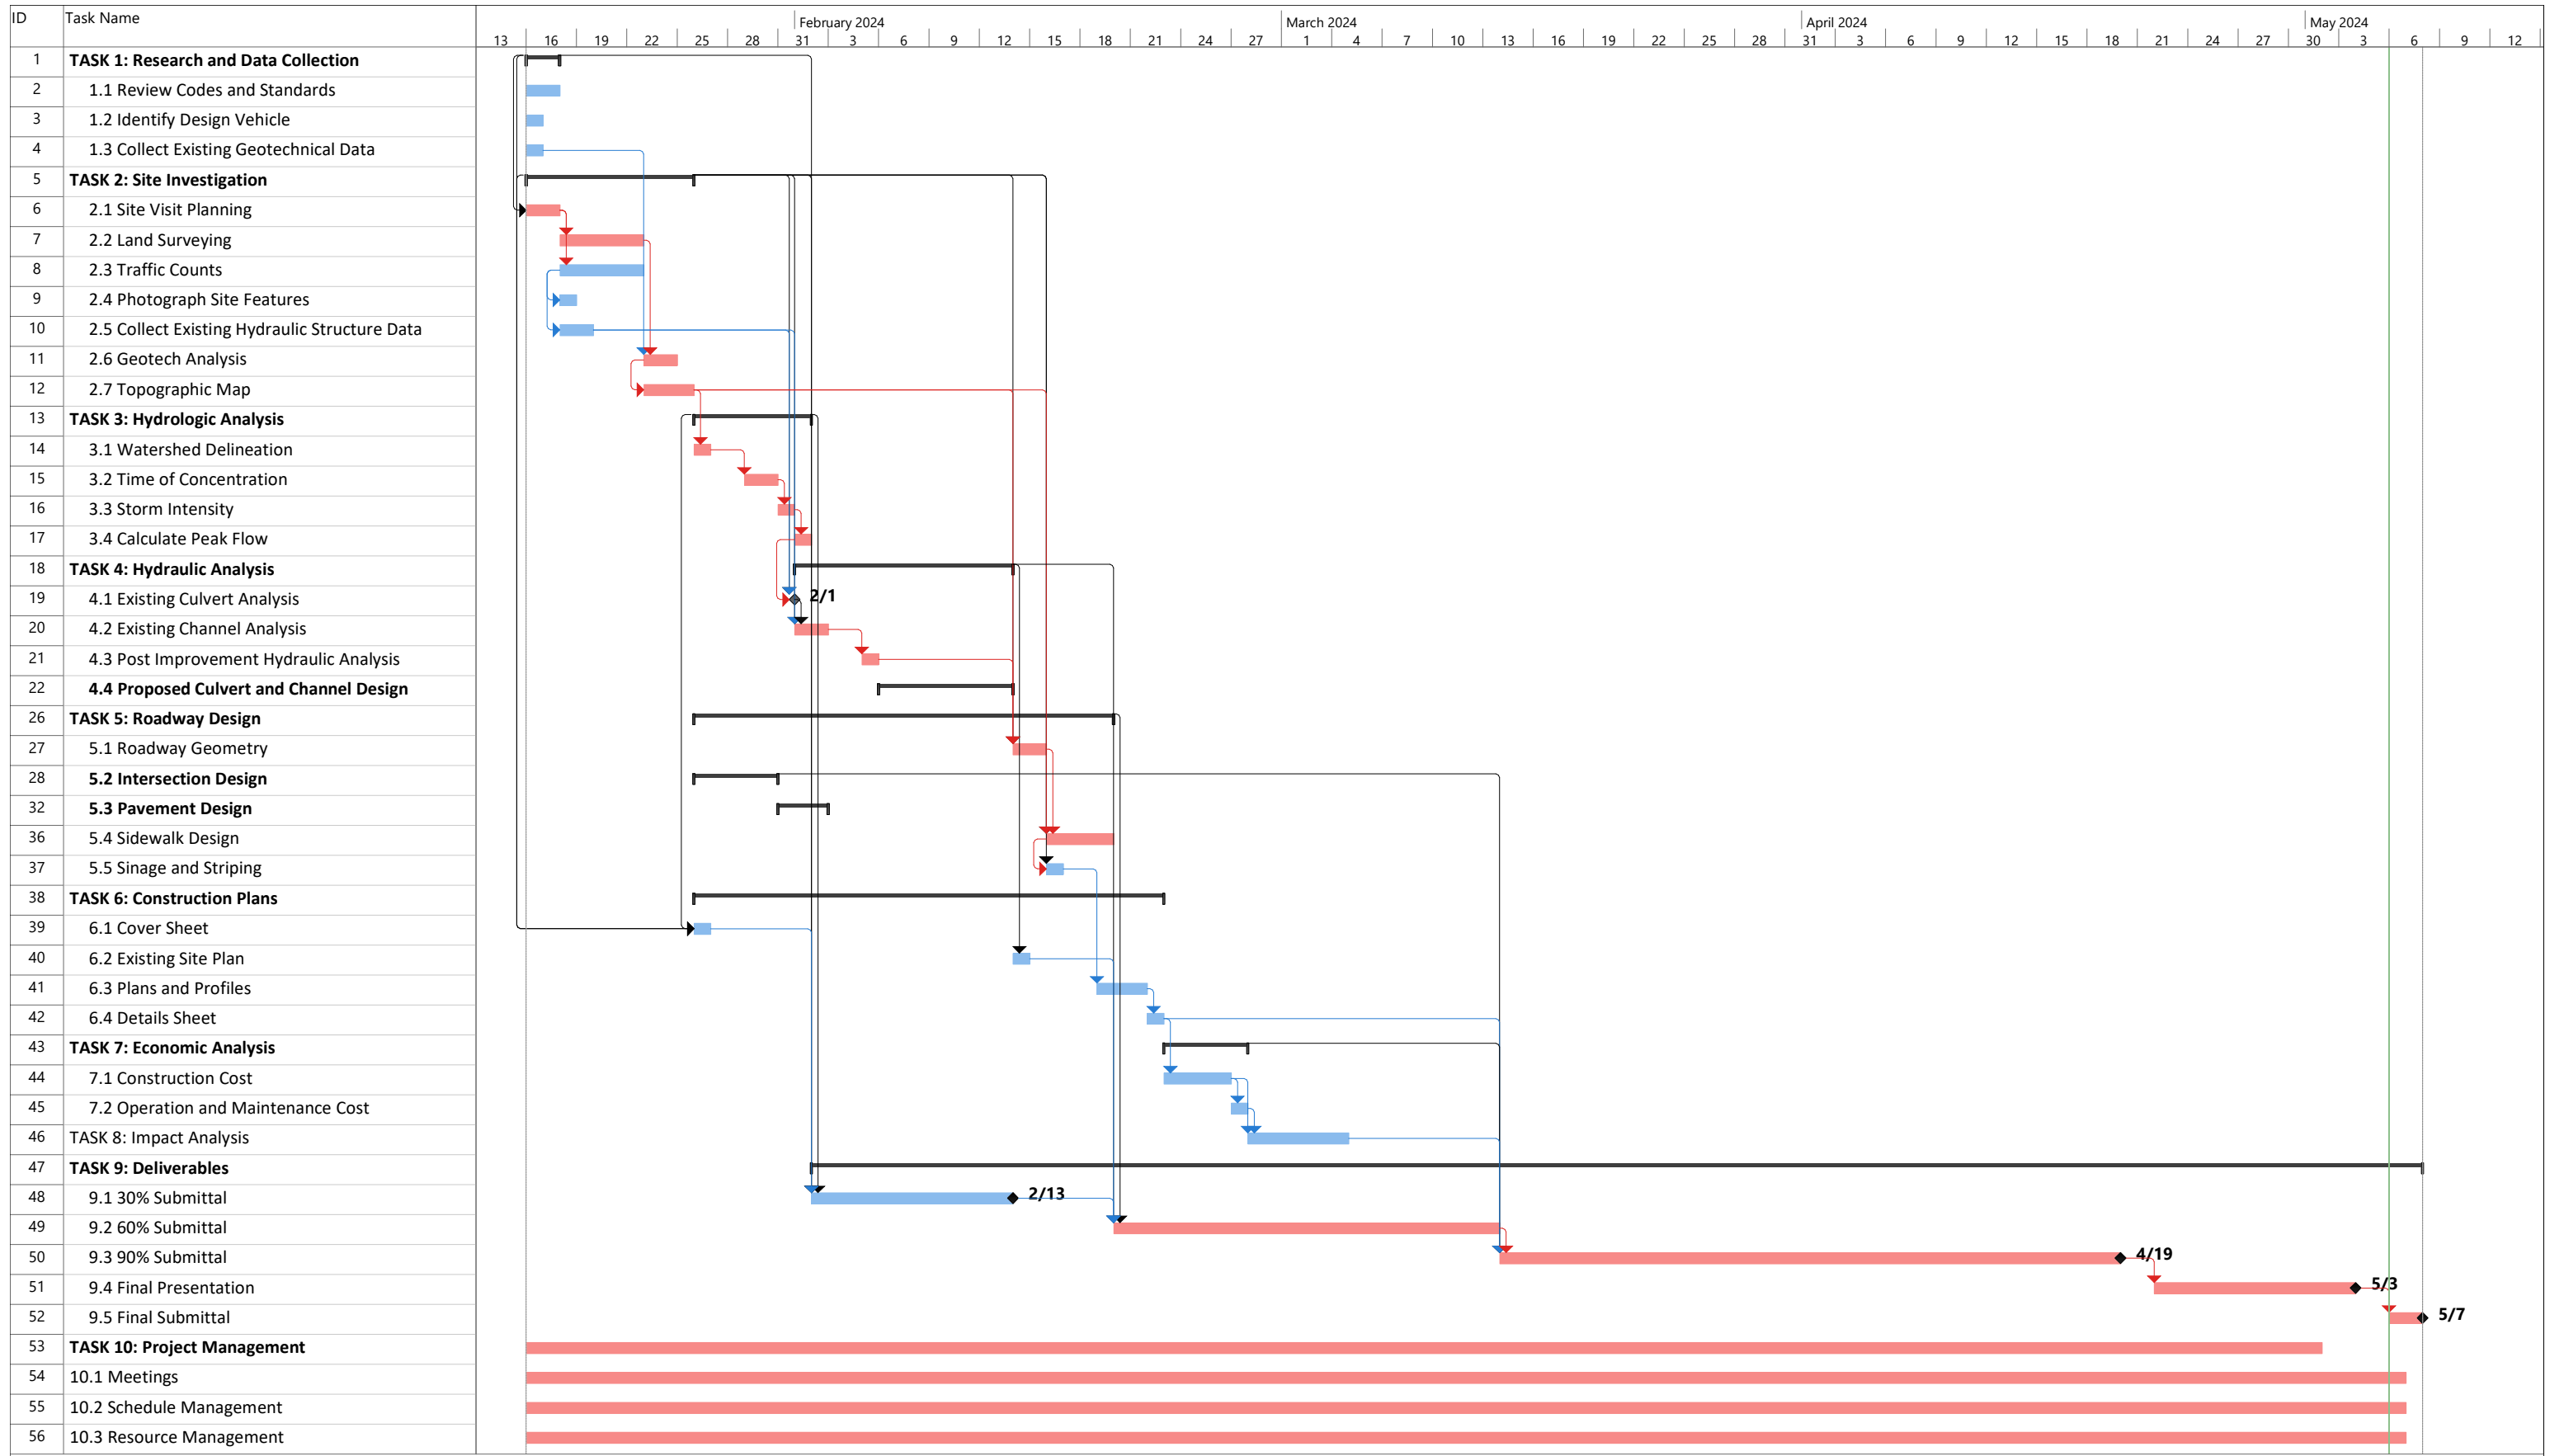 ID Task Name February 2024 March 2024 April 2024 May 2024
13 16 19 22 25 28 31 3 6 9 12 15 18 21 24 27 1 4 7 10 13 16 19 22 25 28 31 3 6 9 12 15 18 21 24 27 30 3 6 9 12
1 TASK 1: Research and Data Collection
2 1.1 Review Codes and Standards
3 1.2 Identify Design Vehicle
4 1.3 Collect Existing Geotechnical Data
5 TASK 2: Site Investigation
6 2.1 Site Visit Planning
7 2.2 Land Surveying
8 2.3 Traffic Counts
9 2.4 Photograph Site Features
10 2.5 Collect Existing Hydraulic Structure Data
11 2.6 Geotech Analysis
12 2.7 Topographic Map
13 TASK 3: Hydrologic Analysis
14 3.1 Watershed Delineation
15 3.2 Time of Concentration
16 3.3 Storm Intensity
17 3.4 Calculate Peak Flow
18 TASK 4: Hydraulic Analysis
19 4.1 Existing Culvert Analysis 2/1
20 4.2 Existing Channel Analysis
21 4.3 Post Improvement Hydraulic Analysis
22 4.4 Proposed Culvert and Channel Design
26 TASK 5: Roadway Design
27 5.1 Roadway Geometry
28 5.2 Intersection Design
32 5.3 Pavement Design
36 5.4 Sidewalk Design
37 5.5 Sinage and Striping
38 TASK 6: Construction Plans
39 6.1 Cover Sheet
40 6.2 Existing Site Plan
41 6.3 Plans and Profiles
42 6.4 Details Sheet
43 TASK 7: Economic Analysis
44 7.1 Construction Cost
45 7.2 Operation and Maintenance Cost
46 TASK 8: Impact Analysis
47 TASK 9: Deliverables
48 9.1 30% Submittal 2/13
49 9.2 60% Submittal
50 9.3 90% Submittal 4/19
51 9.4 Final Presentation 5/3
52 9.5 Final Submittal 5/7
53 TASK 10: Project Management
54 10.1 Meetings
55 10.2 Schedule Management
56 10.3 Resource Management